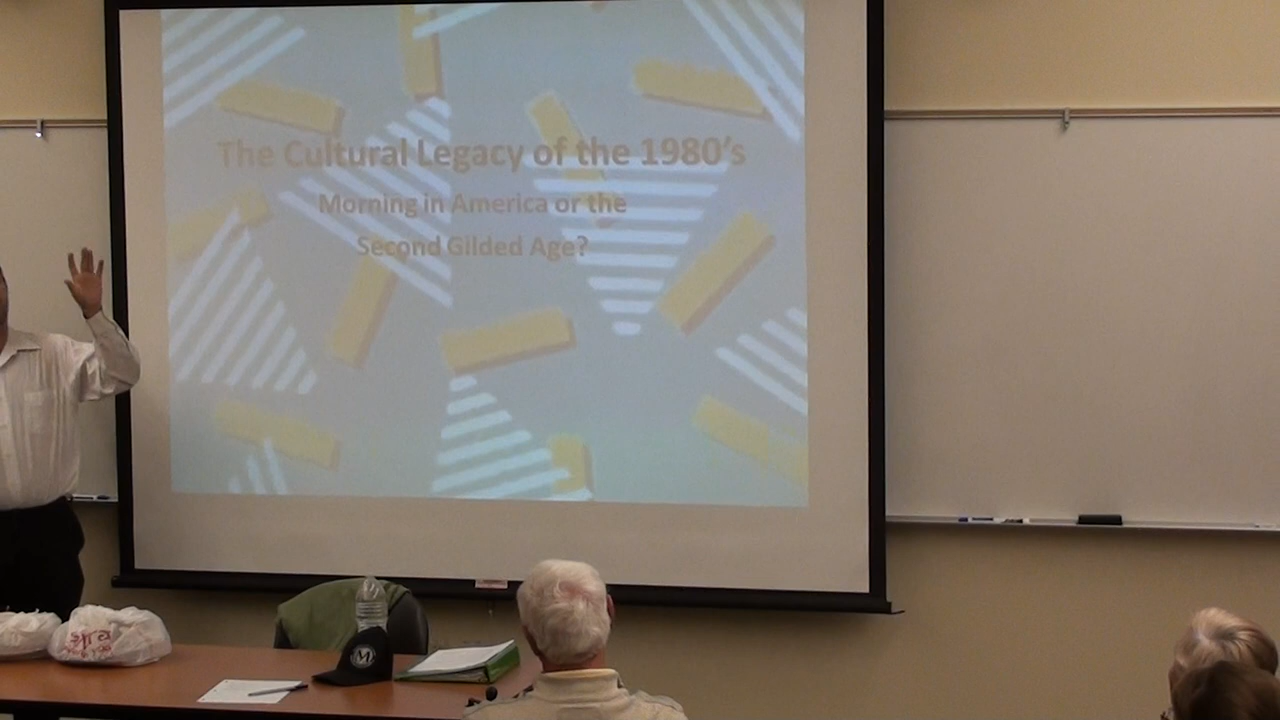 The Cultural Legacy of the 1980's
Morning in America or the
Second Gilded Age?
M